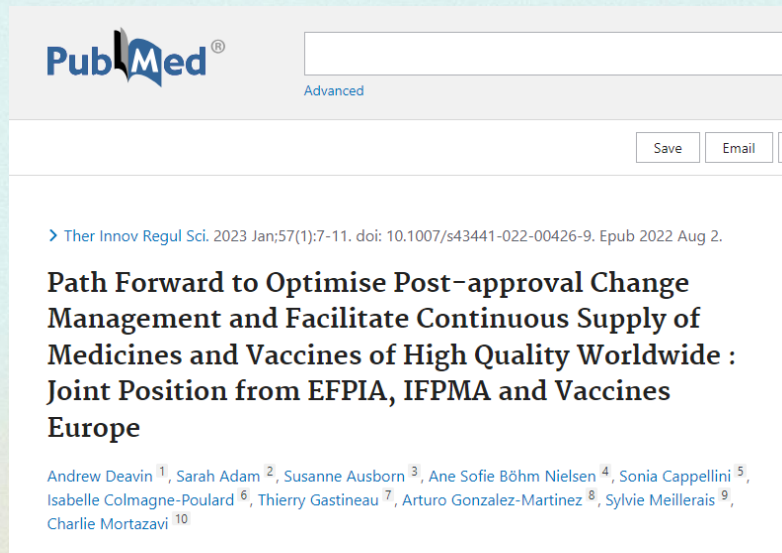 PubMed®
Advanced
Save Email
> Ther Innov Regul Sci. 2023 Jan;57(1):7-11. doi: 10.1007/s43441-022-00426-9. Epub 2022 Aug 2.
Path Forward to Optimise Post-approval Change
Management and Facilitate Continuous Supply of
Medicines and Vaccines of High Quality Worldwide :
Joint Position from EFPIA, IFPMA and Vaccines
Europe
Andrew Deavin 1, Sarah Adam 2, Susanne Ausborn 3, Ane Sofie Böhm Nielsen 4, Sonia Cappellini 5,
Isabelle Colmagne-Poulard 6, Thierry Gastineau 7, Arturo Gonzalez-Martinez 8, Sylvie Meillerais 9,
Charlie Mortazavi 10